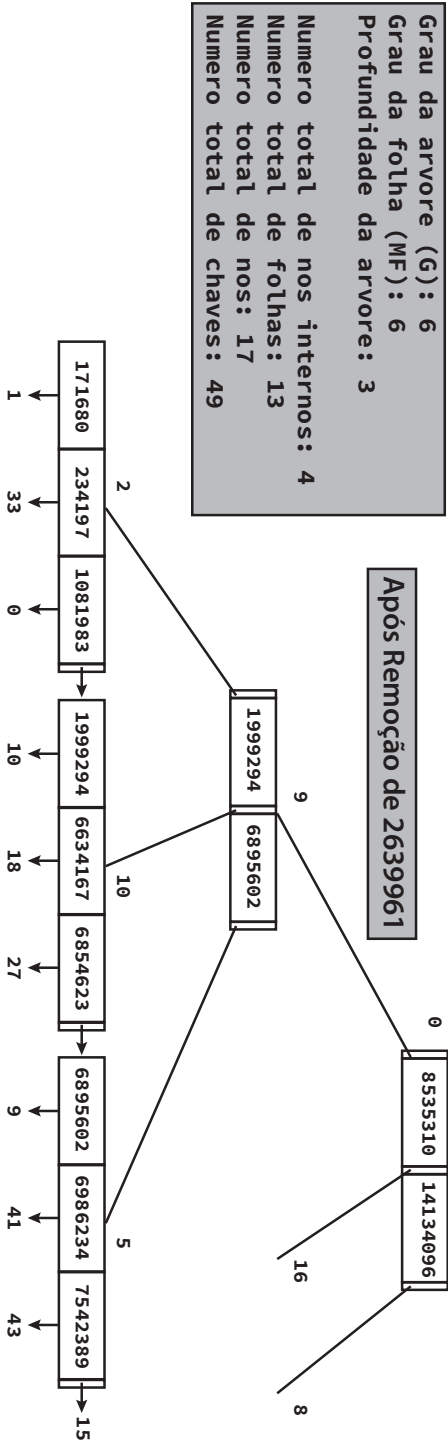 Grau da arvore (G): 6
Grau da folha (MF): 6
Profundidade da arvore: 3
Numero total de nos internos: 4
Numero total de folhas: 13
Numero total de nos: 17
Numero total de chaves: 49
Após Remoção de 2639961
0
8535310 14134096
9 16 8
1999294 6895602
2 10 5
171680 234197 1081983 1999294 6634167 6854623 6895602 6986234 7542389 15
1 33 0 10 18 27 9 41 43